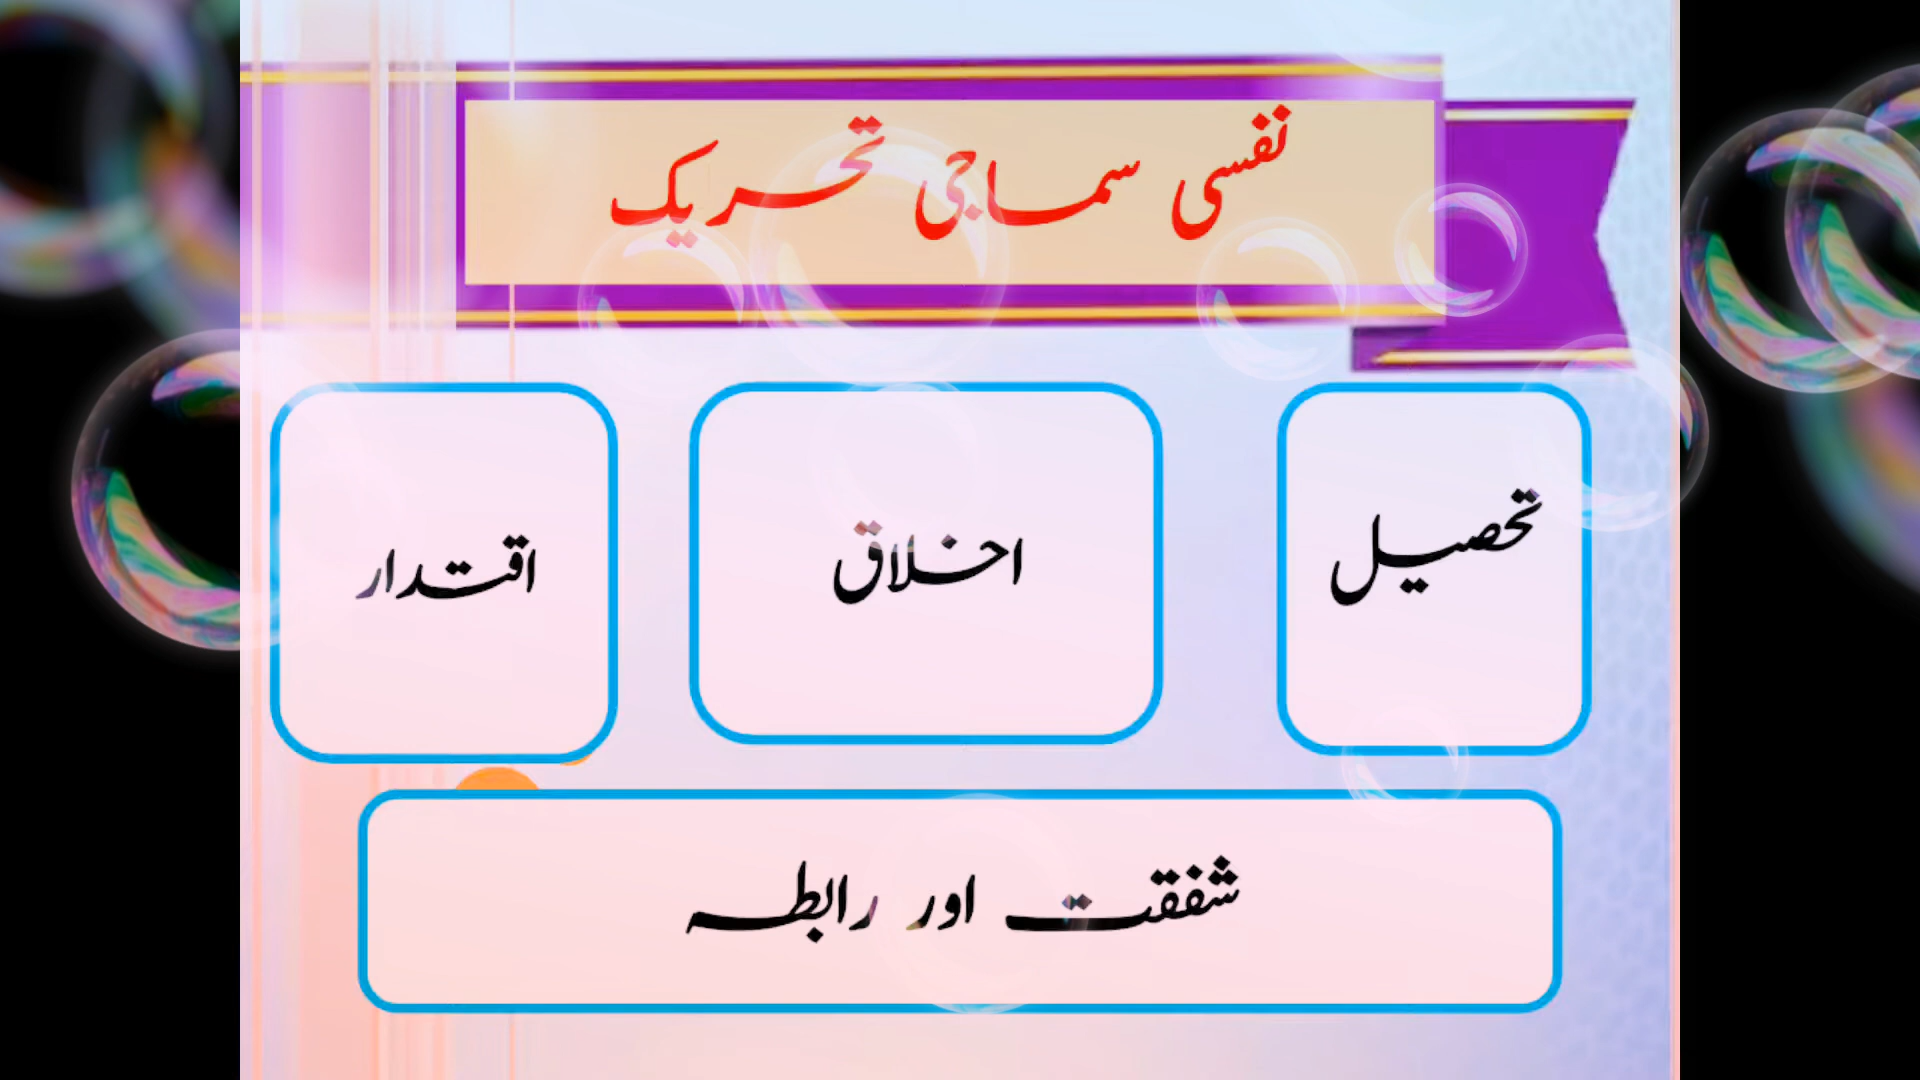 نفسی سماجی تحریک
تحصیل
اخلاق
اقتدار
شفقت اور رابطہ